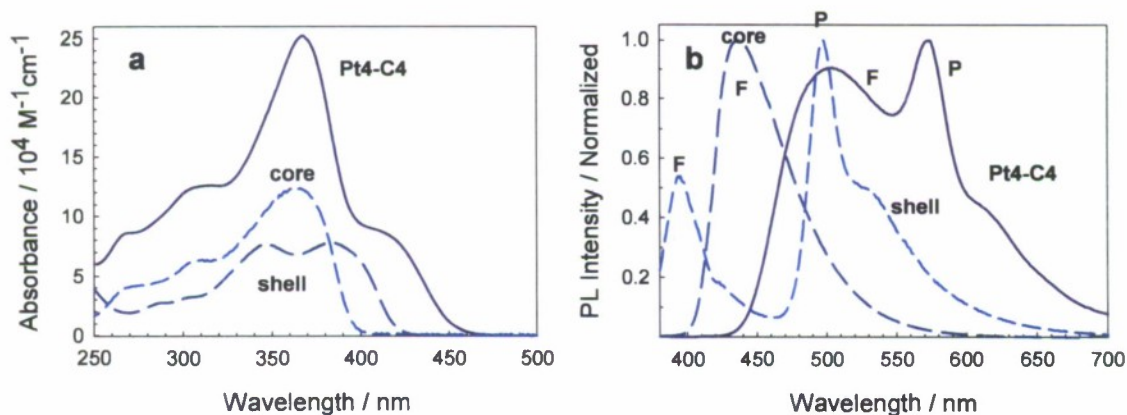 a
Absorbance / 10⁴ M⁻¹cm⁻¹
25
20
15
10
5
0
Pt4-C4
core
shell
250 300 350 400 450 500
Wavelength / nm
b
PL Intensity / Normalized
1.0
0.8
0.6
0.4
0.2
core
F
P
F
P
F
Pt4-C4
shell
400 450 500 550 600 650 700
Wavelength / nm